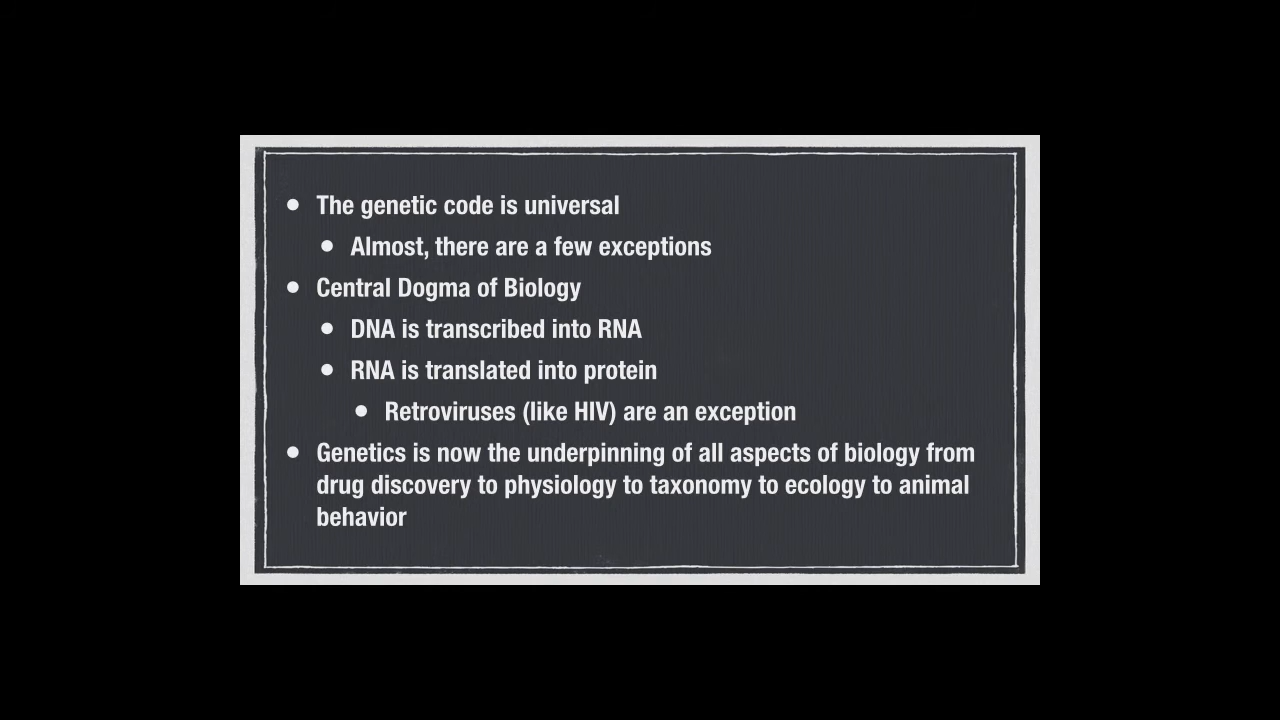 • The genetic code is universal
• Almost, there are a few exceptions
• Central Dogma of Biology
• DNA is transcribed into RNA
• RNA is translated into protein
• Retroviruses (like HIV) are an exception
• Genetics is now the underpinning of all aspects of biology from
drug discovery to physiology to taxonomy to ecology to animal
behavior